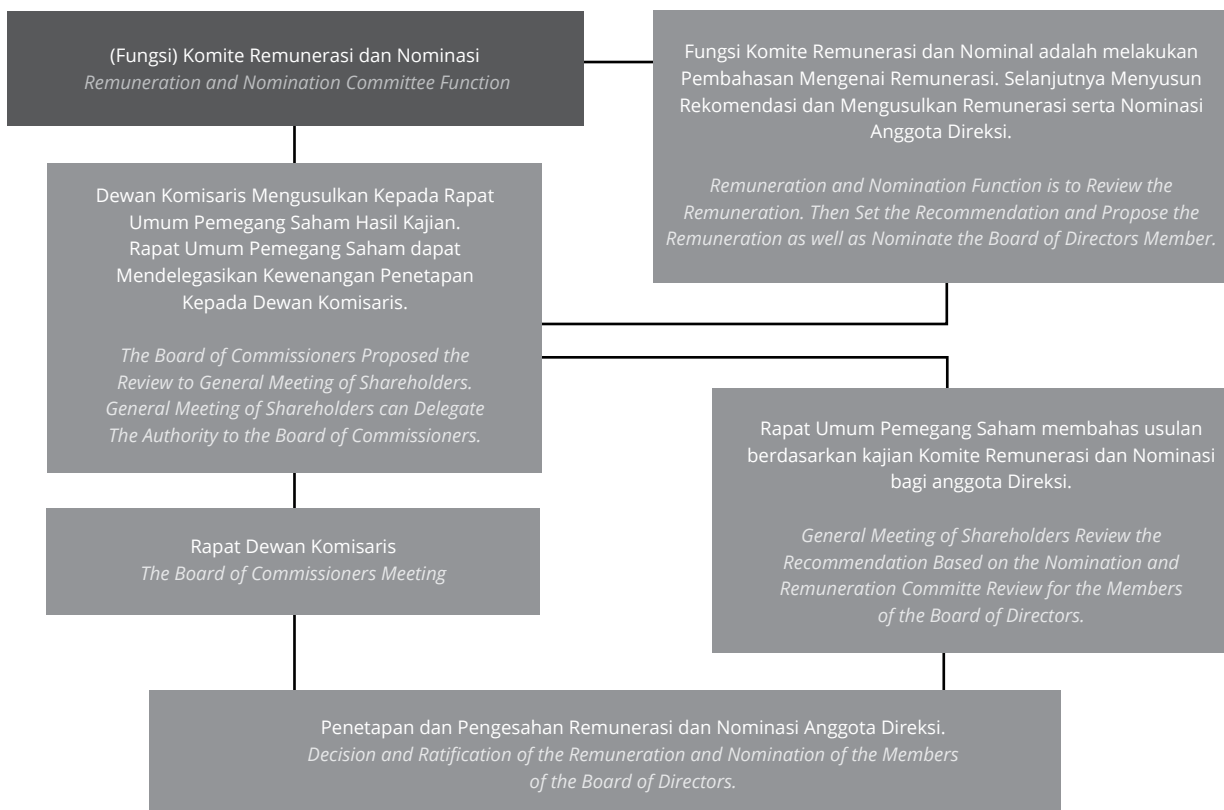 (Fungsi) Komite Remunerasi dan Nominasi
Remuneration and Nomination Committee Function
Fungsi Komite Remunerasi dan Nominal adalah melakukan
Pembahasan Mengenai Remunerasi. Selanjutnya Menyusun
Rekomendasi dan Mengusulkan Remunerasi serta Nominasi
Anggota Direksi.
Remuneration and Nomination Function is to Review the
Remuneration. Then Set the Recommendation and Propose the
Remuneration as well as Nominate the Board of Directors Member.
Dewan Komisaris Mengusulkan Kepada Rapat
Umum Pemegang Saham Hasil Kajian.
Rapat Umum Pemegang Saham dapat
Mendelegasikan Kewenangan Penetapan
Kepada Dewan Komisaris.
The Board of Commissioners Proposed the
Review to General Meeting of Shareholders.
General Meeting of Shareholders can Delegate
The Authority to the Board of Commissioners.
Rapat Umum Pemegang Saham membahas usulan
berdasarkan kajian Komite Remunerasi dan Nominasi
bagi anggota Direksi.
General Meeting of Shareholders Review the
Recommendation Based on the Nomination and
Remuneration Committe Review for the Members
of the Board of Directors.
Rapat Dewan Komisaris
The Board of Commissioners Meeting
Penetapan dan Pengesahan Remunerasi dan Nominasi Anggota Direksi.
Decision and Ratification of the Remuneration and Nomination of the Members
of the Board of Directors.